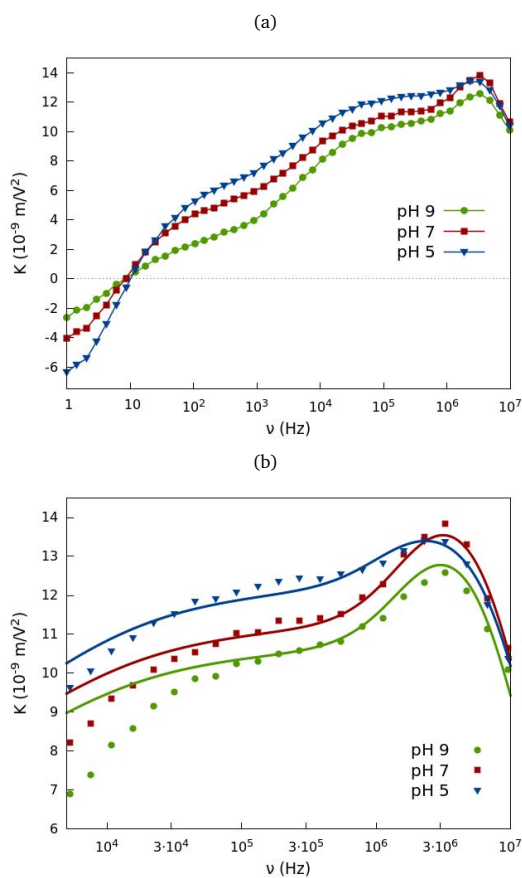 (a)
K (10⁻⁹ m/V²)
14
12
10
8
6
4
2
0
-2
-4
-6
pH 9
pH 7
pH 5
1 10 10² 10³ 10⁴ 10⁵ 10⁶ 10⁷
ν (Hz)
(b)
K (10⁻⁹ m/V²)
14
13
12
11
10
9
8
7
6
pH 9
pH 7
pH 5
10⁴ 3·10⁴ 10⁵ 3·10⁵ 10⁶ 3·10⁶ 10⁷
ν (Hz)